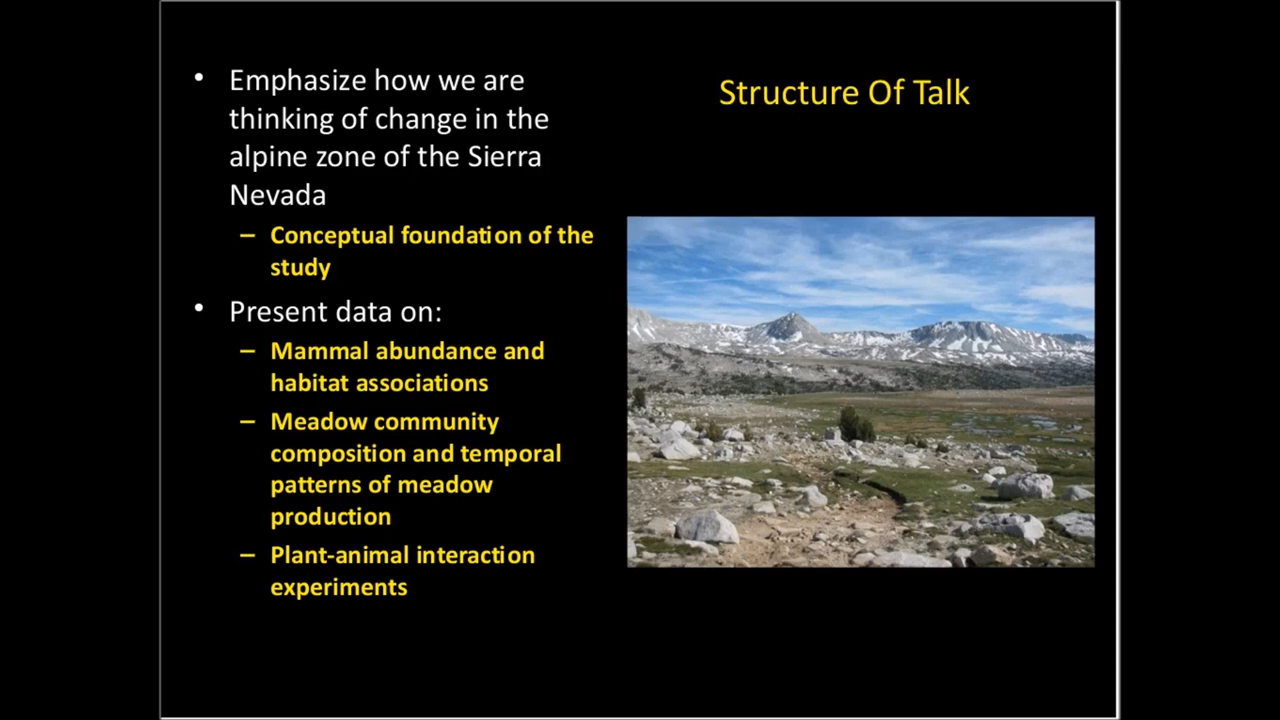 Structure Of Talk
• Emphasize how we are
thinking of change in the
alpine zone of the Sierra
Nevada
– Conceptual foundation of the
study
• Present data on:
– Mammal abundance and
habitat associations
– Meadow community
composition and temporal
patterns of meadow
production
– Plant-animal interaction
experiments